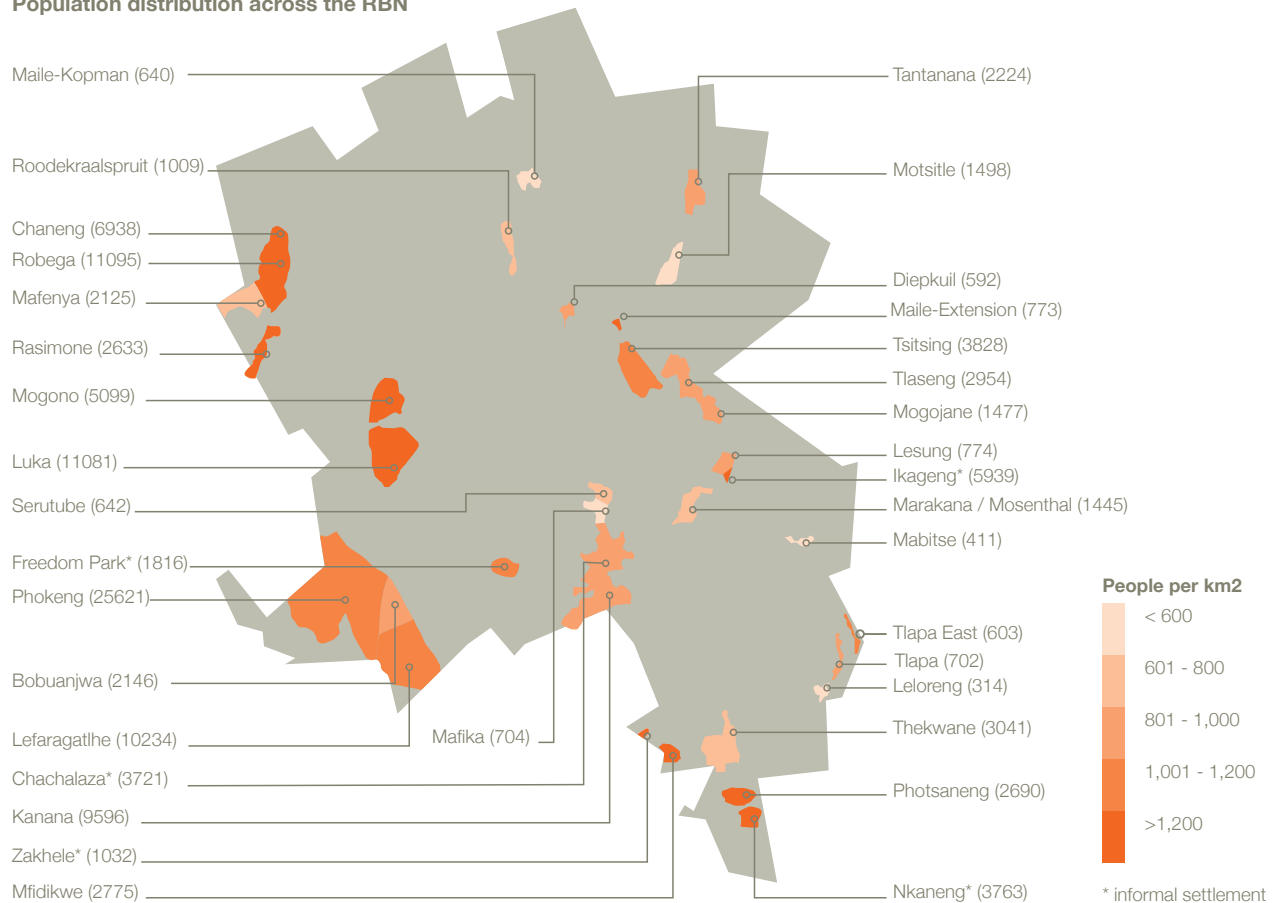 Population distribution across the RBN
Maile-Kopman (640)
Roodekraalspruit (1009)
Chaneng (6938)
Robega (11095)
Mafenya (2125)
Rasimone (2633)
Mogono (5099)
Luka (11081)
Serutube (642)
Freedom Park* (1816)
Phokeng (25621)
Bobuanjwa (2146)
Lefaragatlhe (10234)
Mafika (704)
Chachalaza* (3721)
Kanana (9596)
Zakhele* (1032)
Mfidikwe (2775)
Tantanana (2224)
Motsitle (1498)
Diepkuil (592)
Maile-Extension (773)
Tsitsing (3828)
Tlaseng (2954)
Mogojane (1477)
Lesung (774)
Ikageng* (5939)
Marakana / Mosenthal (1445)
Mabitse (411)
Tlapa East (603)
Tlapa (702)
Leloreng (314)
Thekwane (3041)
Photsaneng (2690)
Nkaneng* (3763)
People per km2
< 600
601 - 800
801 - 1,000
1,001 - 1,200
>1,200
* informal settlement